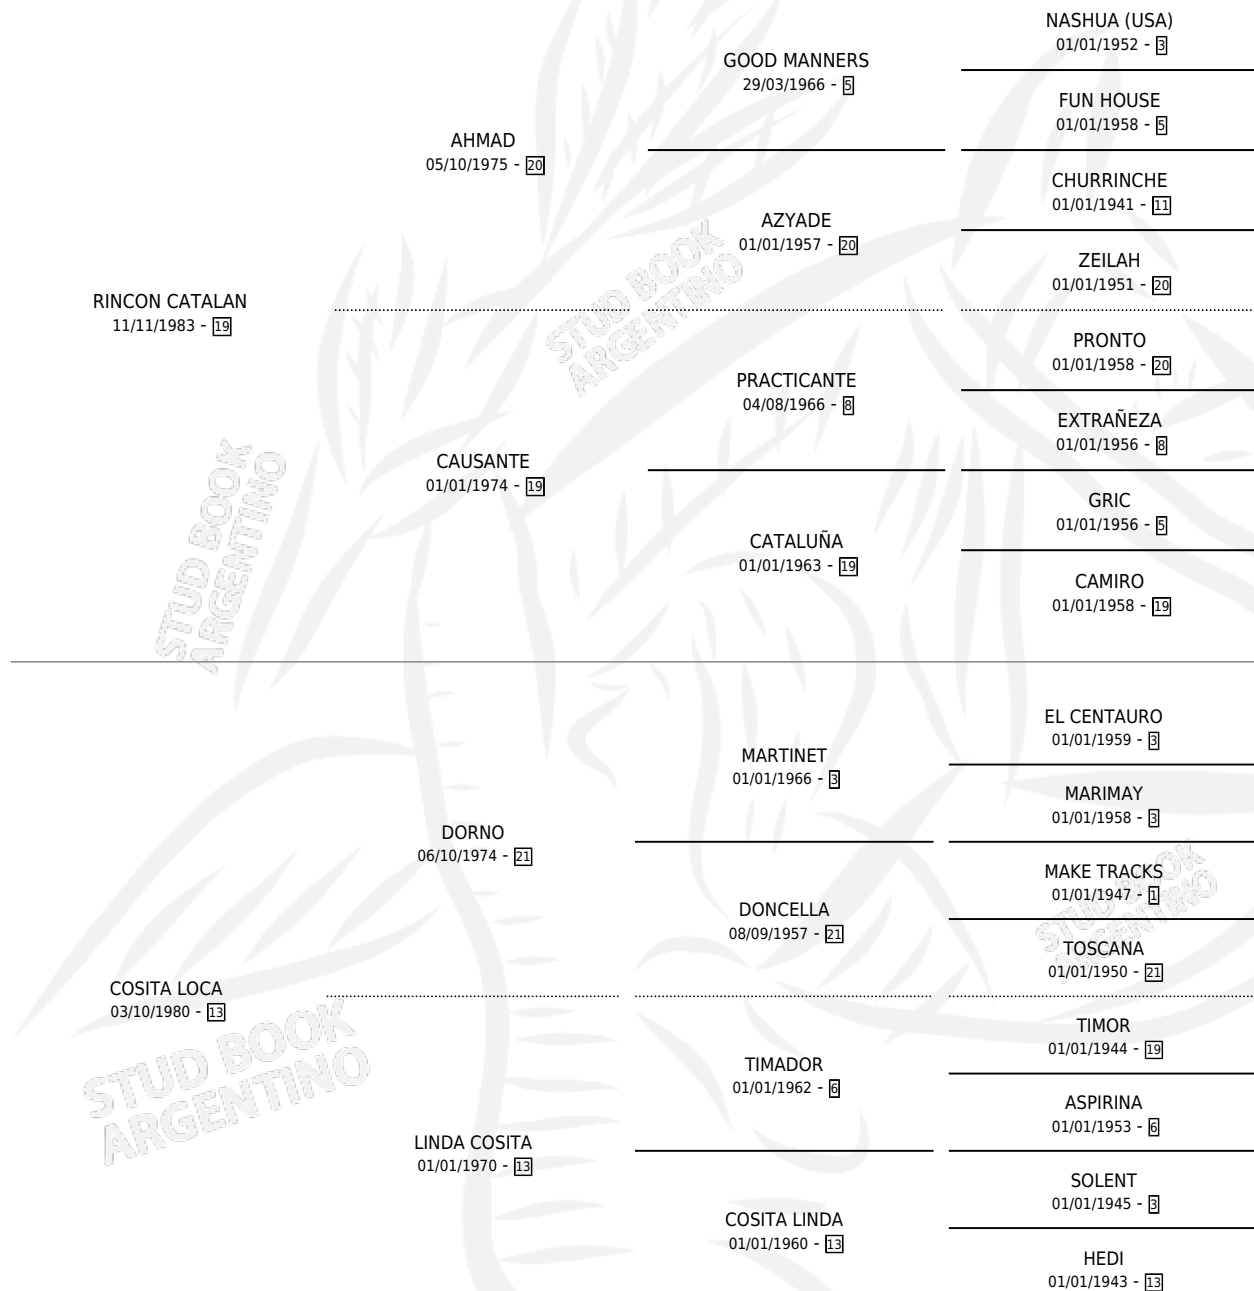 NASHUA (USA)
01/01/1952 - 3
GOOD MANNERS
29/03/1966 - 5
FUN HOUSE
01/01/1958 - 5
AHMAD
05/10/1975 - 20
CHURRINCHE
01/01/1941 - 11
AZYADE
01/01/1957 - 20
ZEILAH
01/01/1951 - 20
STUD BOOK
ARGENTINO
RINCON CATALAN
11/11/1983 - 19
PRONTO
01/01/1958 - 20
PRACTICANTE
04/08/1966 - 8
EXTRAÑEZA
01/01/1956 - 8
CAUSANTE
01/01/1974 - 19
GRIC
01/01/1956 - 5
CATALUÑA
01/01/1963 - 19
CAMIRO
01/01/1958 - 19
STUD BOOK
ARGENTINO
EL CENTAURO
01/01/1959 - 3
MARTINET
01/01/1966 - 3
MARIMAY
01/01/1958 - 3
DORNO
06/10/1974 - 21
MAKE TRACKS
01/01/1947 - 1
DONCELLA
08/09/1957 - 21
TOSCANA
01/01/1950 - 21
STUD BOOK
ARGENTINO
COSITA LOCA
03/10/1980 - 13
TIMOR
01/01/1944 - 19
TIMADOR
01/01/1962 - 6
ASPIRINA
01/01/1953 - 6
STUD BOOK
ARGENTINO
LINDA COSITA
01/01/1970 - 13
SOLENT
01/01/1945 - 3
COSITA LINDA
01/01/1960 - 13
HEDI
01/01/1943 - 13